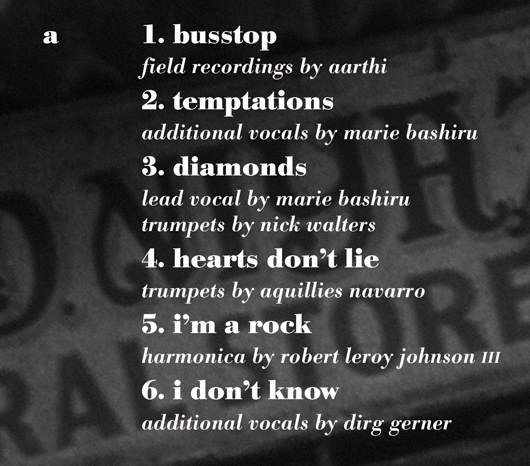 a
1. busstop
field recordings by aarthi
2. temptations
additional vocals by marie bashiru
3. diamonds
lead vocal by marie bashiru
trumpets by nick walters
4. hearts don't lie
trumpets by aquillies navarro
5. i'm a rock
harmonica by robert leroy johnson III
6. i don't know
additional vocals by dirg gerner